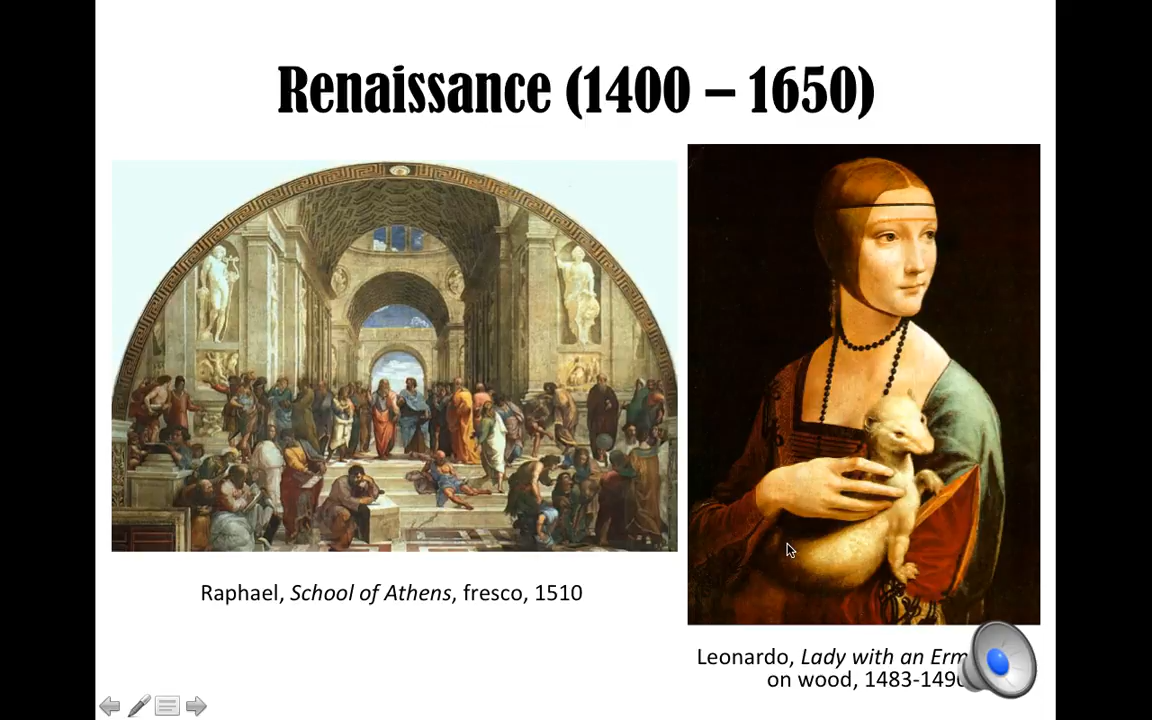 Renaissance (1400 – 1650)
Raphael, School of Athens, fresco, 1510
Leonardo, Lady with an
on wood, 1483-